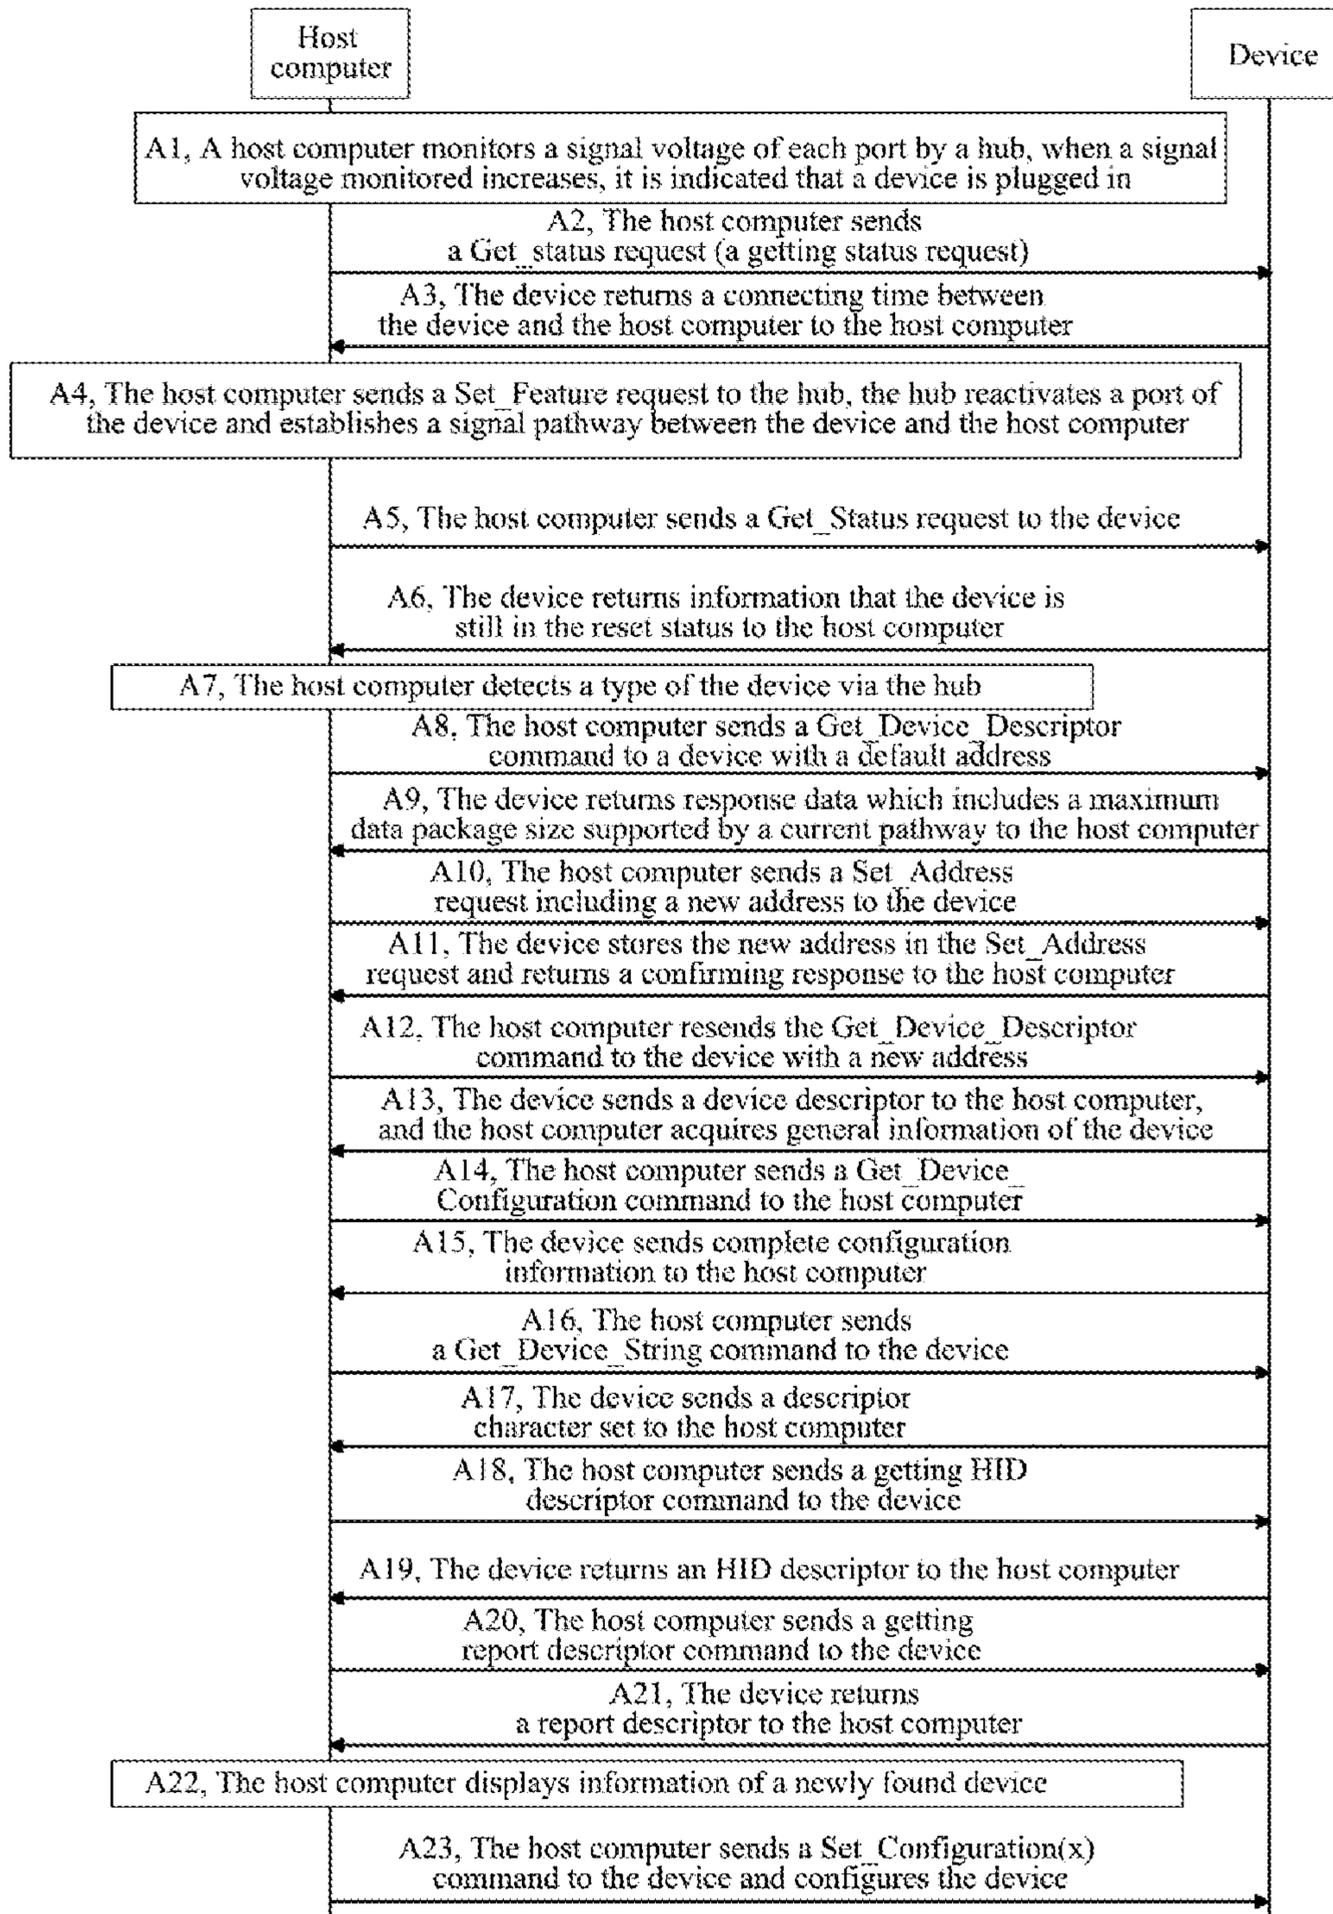 Host
computer
Device
A1, A host computer monitors a signal voltage of each port by a hub, when a signal
voltage monitored increases, it is indicated that a device is plugged in
A2, The host computer sends
a Get_status request (a getting status request)
A3, The device returns a connecting time between
the device and the host computer to the host computer
A4, The host computer sends a Set_Feature request to the hub, the hub reactivates a port of
the device and establishes a signal pathway between the device and the host computer
A5, The host computer sends a Get_Status request to the device
A6, The device returns information that the device is
still in the reset status to the host computer
A7, The host computer detects a type of the device via the hub
A8, The host computer sends a Get_Device_Descriptor
command to a device with a default address
A9, The device returns response data which includes a maximum
data package size supported by a current pathway to the host computer
A10, The host computer sends a Set_Address
request including a new address to the device
A11, The device stores the new address in the Set_Address
request and returns a confirming response to the host computer
A12, The host computer resends the Get_Device_Descriptor
command to the device with a new address
A13, The device sends a device descriptor to the host computer,
and the host computer acquires general information of the device
A14, The host computer sends a Get_Device_
Configuration command to the host computer
A15, The device sends complete configuration
information to the host computer
A16, The host computer sends
a Get_Device_String command to the device
A17, The device sends a descriptor
character set to the host computer
A18, The host computer sends a getting HID
descriptor command to the device
A19, The device returns an HID descriptor to the host computer
A20, The host computer sends a getting
report descriptor command to the device
A21, The device returns
a report descriptor to the host computer
A22, The host computer displays information of a newly found device
A23, The host computer sends a Set_Configuration(x)
command to the device and configures the device